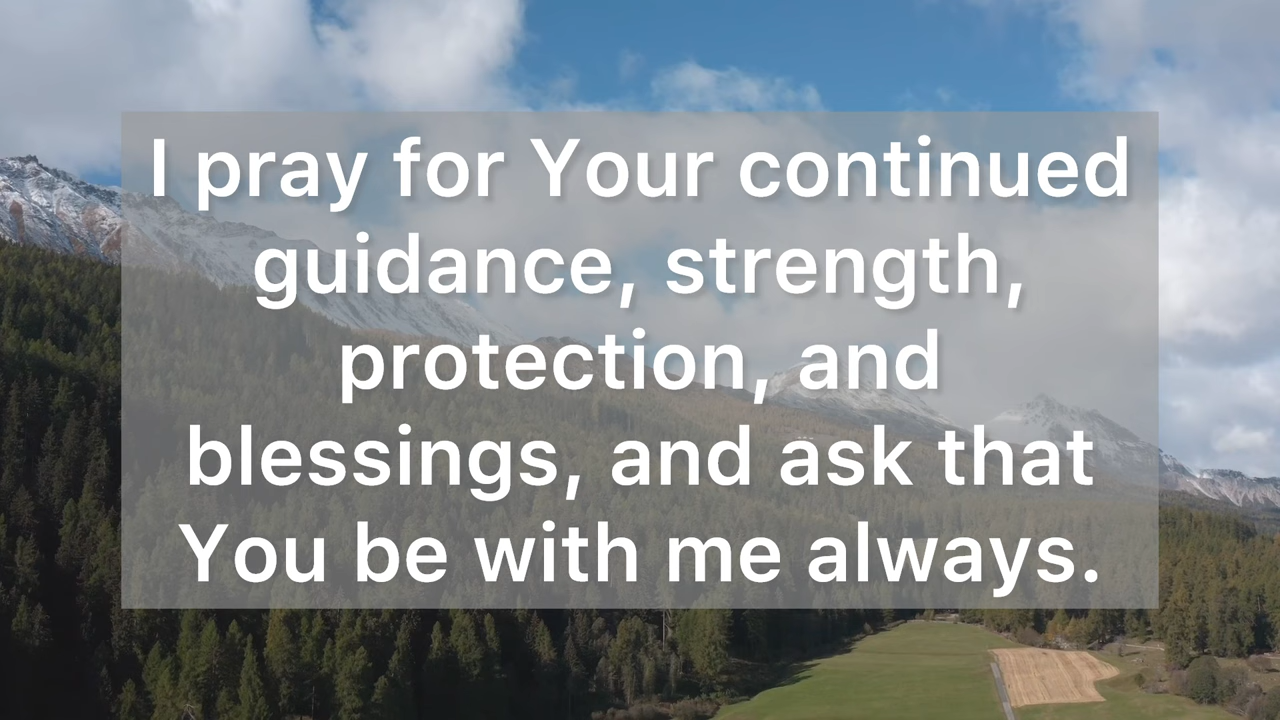 I pray for Your continued
guidance, strength,
protection, and
blessings, and ask that
You be with me always.